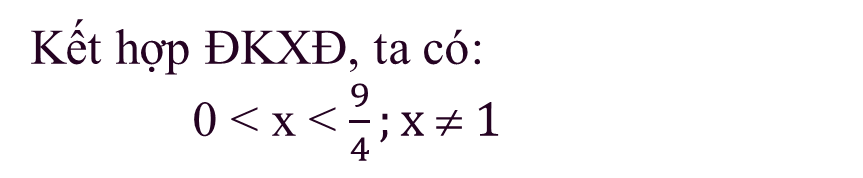 Kết hợp ĐKXĐ, ta có:
0 < x < 9/4 ; x ≠ 1